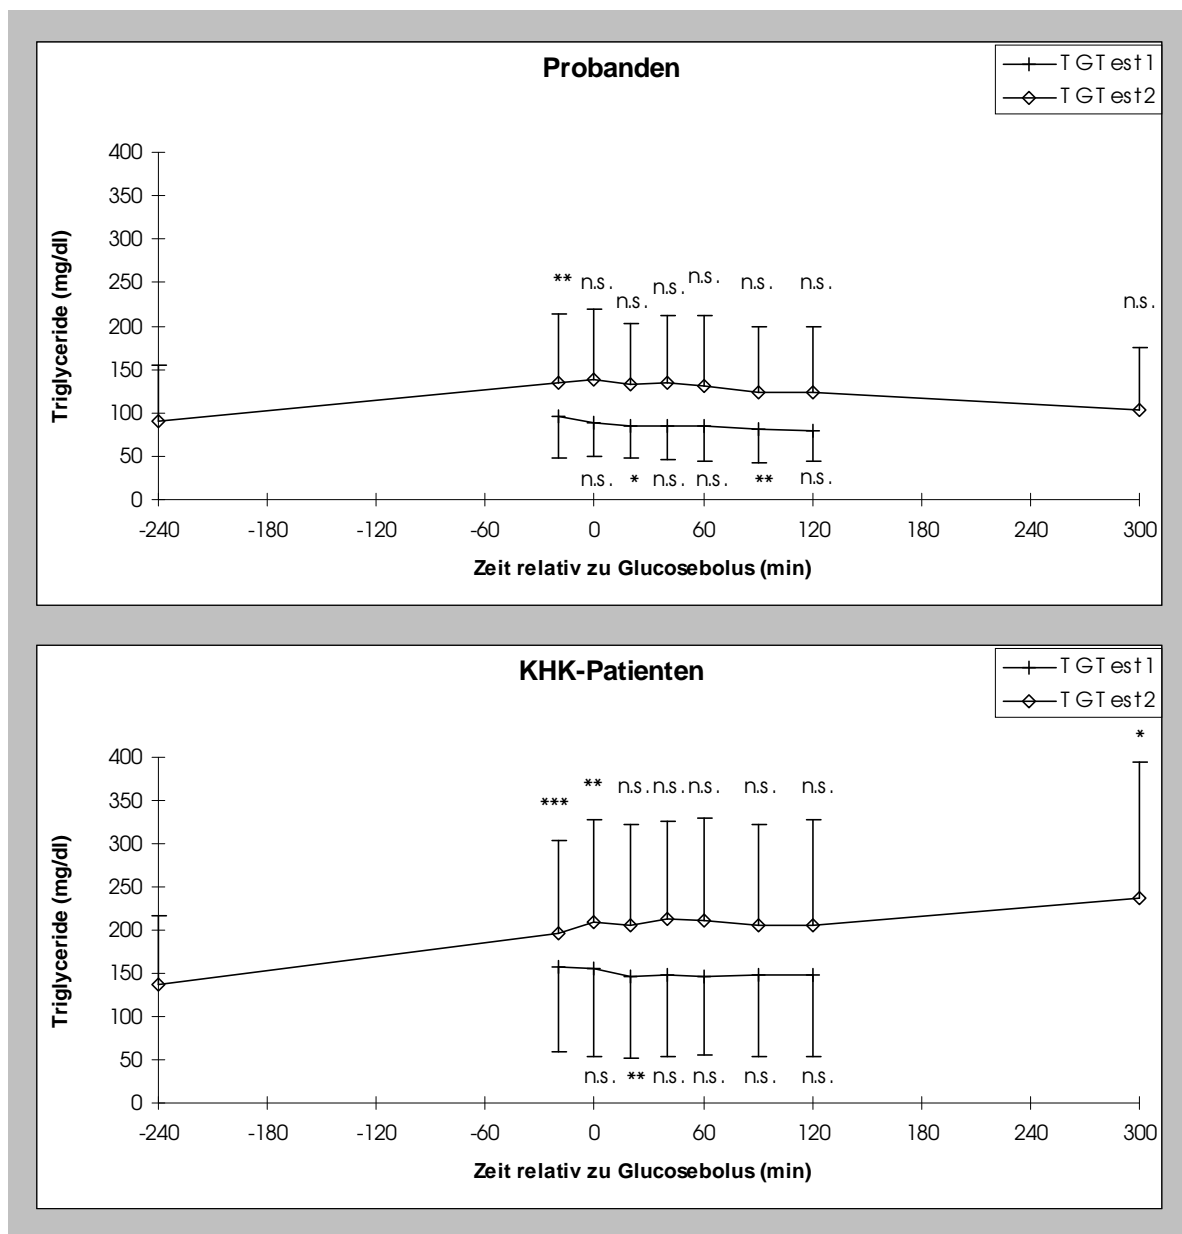 Probanden
TGTest1
TGTest2
400
350
300
250
200
150
100
50
0
Triglyceride (mg/dl)
** n.s. n.s. n.s. n.s. n.s. n.s. n.s.
n.s. * n.s. n.s. ** n.s.
-240 -180 -120 -60 0 60 120 180 240 300
Zeit relativ zu Glucosebolus (min)
KHK-Patienten
TGTest1
TGTest2
400
350
300
250
200
150
100
50
0
Triglyceride (mg/dl)
*** ** n.s. n.s. n.s. n.s. n.s. *
n.s. ** n.s. n.s. n.s. n.s.
-240 -180 -120 -60 0 60 120 180 240 300
Zeit relativ zu Glucosebolus (min)